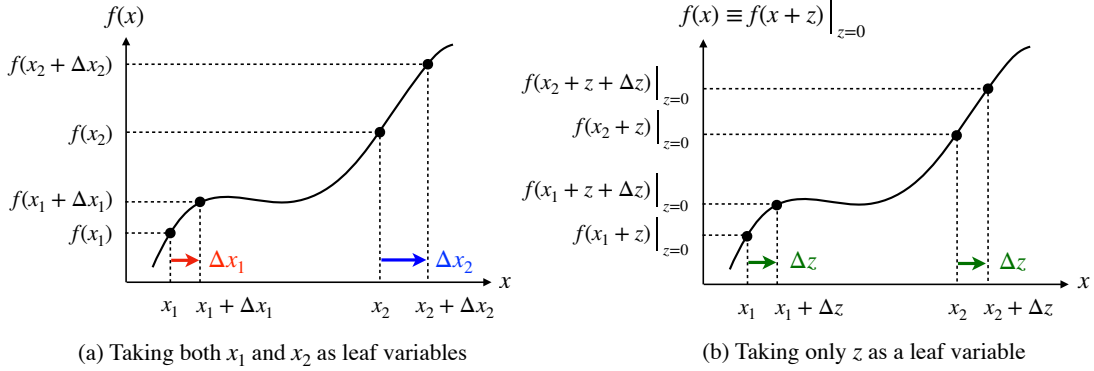 f(x)
f(x₂ + Δx₂)
f(x₂)
f(x₁ + Δx₁)
f(x₁)
Δx₁
Δx₂
x
x₁
x₁ + Δx₁
x₂
x₂ + Δx₂
(a) Taking both x₁ and x₂ as leaf variables
f(x) ≡ f(x + z)|z=0
f(x₂ + z + Δz)|z=0
f(x₂ + z)|z=0
f(x₁ + z + Δz)|z=0
f(x₁ + z)|z=0
Δz
Δz
x
x₁
x₁ + Δz
x₂
x₂ + Δz
(b) Taking only z as a leaf variable